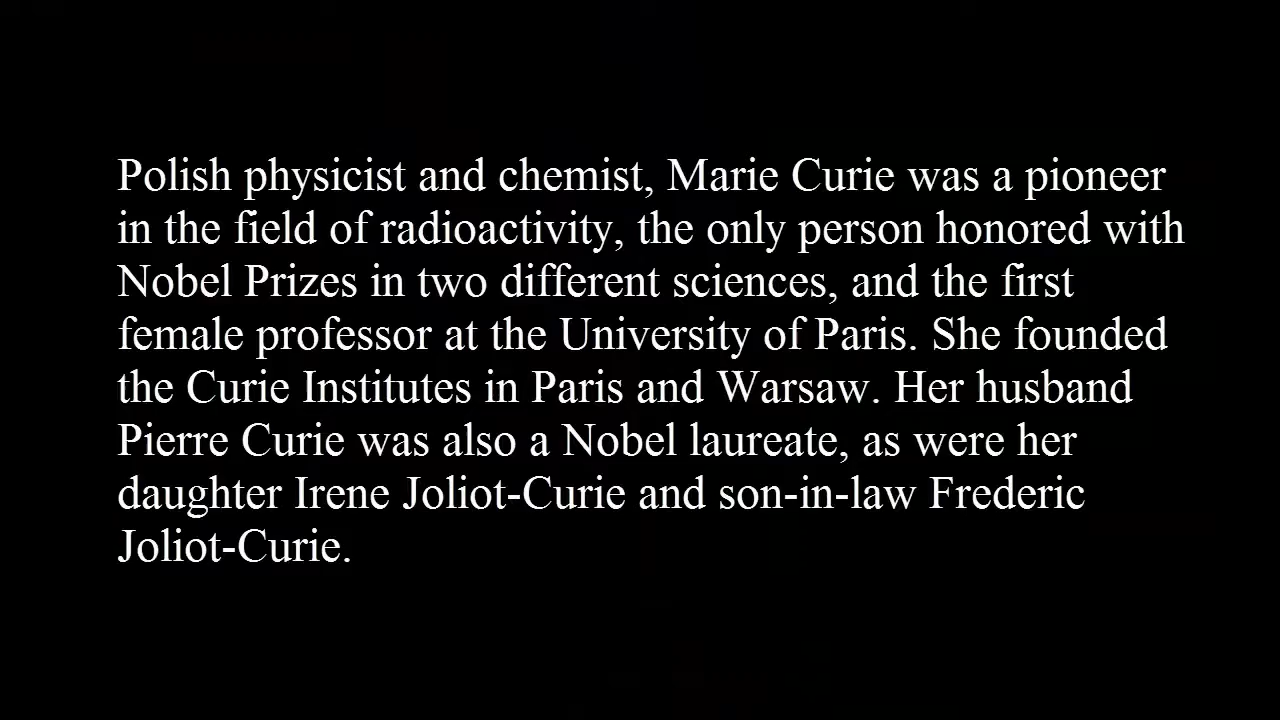 Polish physicist and chemist, Marie Curie was a pioneer
in the field of radioactivity, the only person honored with
Nobel Prizes in two different sciences, and the first
female professor at the University of Paris. She founded
the Curie Institutes in Paris and Warsaw. Her husband
Pierre Curie was also a Nobel laureate, as were her
daughter Irene Joliot-Curie and son-in-law Frederic
Joliot-Curie.